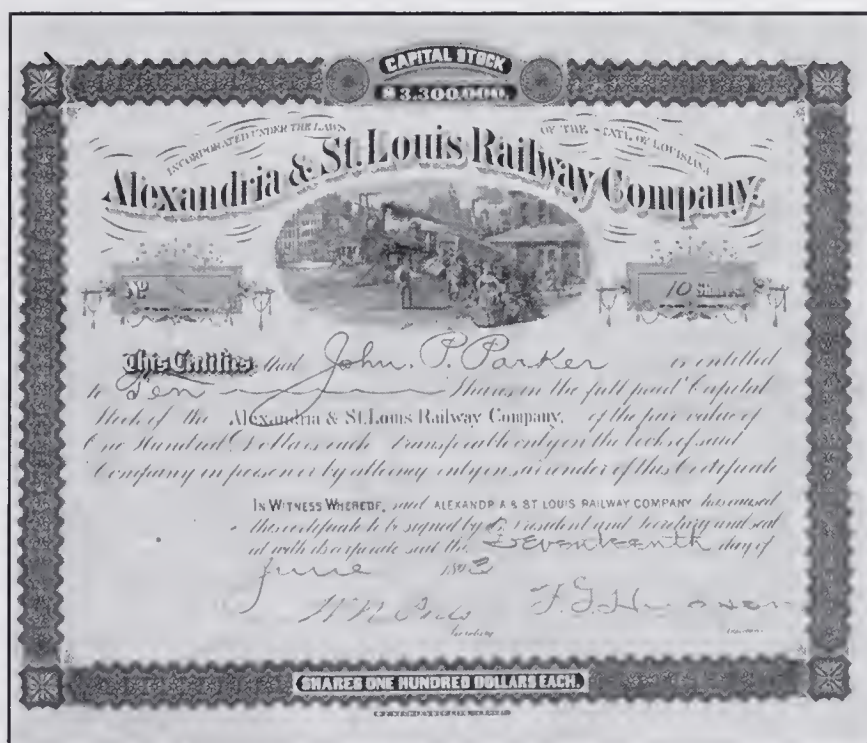 CAPITAL STOCK
$3,300,000.
INCORPORATED UNDER THE LAWS OF THE STATE OF LOUISIANA
Alexandria & St. Louis Railway Company.
No 10 Shares
This Certifies that John. P. Parker is entitled
to Ten Shares in the full paid Capital
Stock of the Alexandria & St. Louis Railway Company, of the par value of
One Hundred Dollars each transferable only on the books of said
Company in person or by attorney only on surrender of this Certificate
IN WITNESS WHEREOF, said ALEXANDRIA & ST LOUIS RAILWAY COMPANY has caused
this certificate to be signed by President and Secretary and seal
ed with its corporate seal the Seventeenth day of
June
Secretary
SHARES ONE HUNDRED DOLLARS EACH.